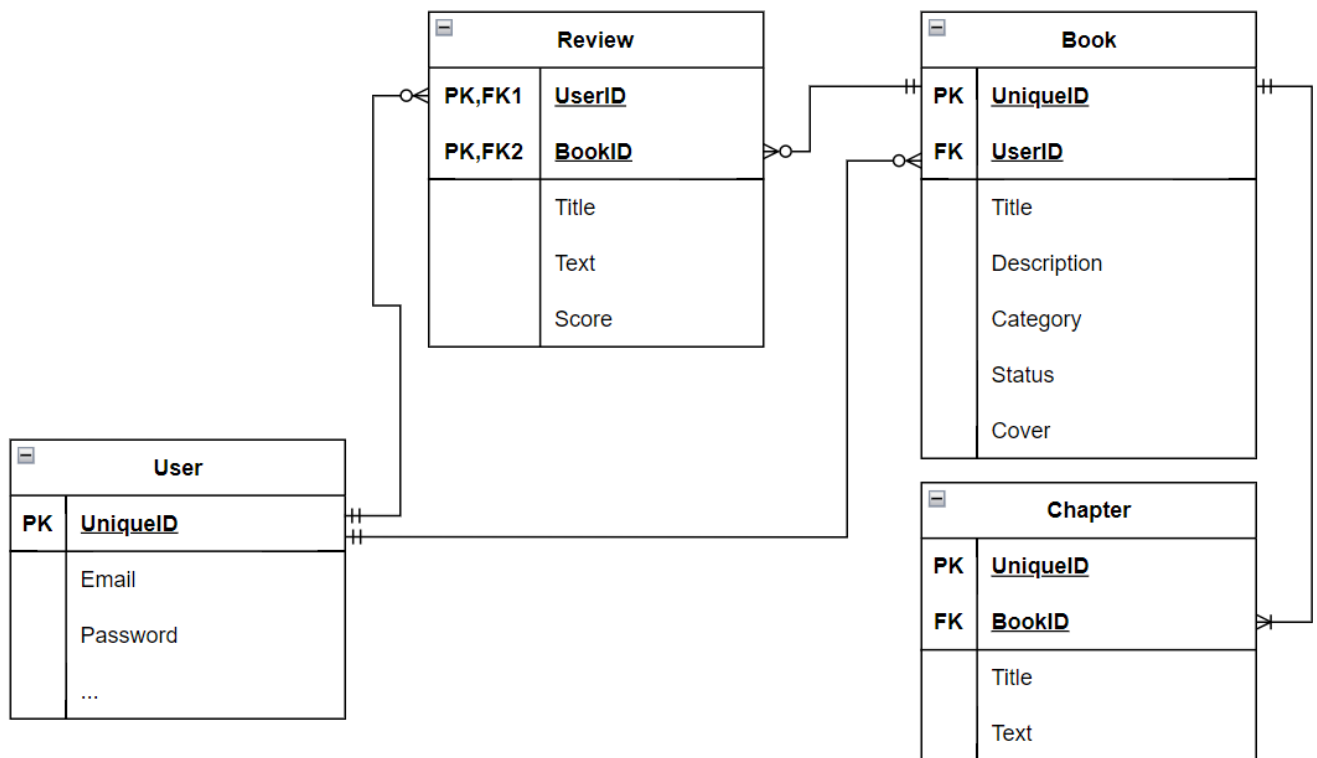 Review
PK,FK1 UserID
PK,FK2 BookID
Title
Text
Score
Book
PK UniqueID
FK UserID
Title
Description
Category
Status
Cover
User
PK UniqueID
Email
Password
...
Chapter
PK UniqueID
FK BookID
Title
Text